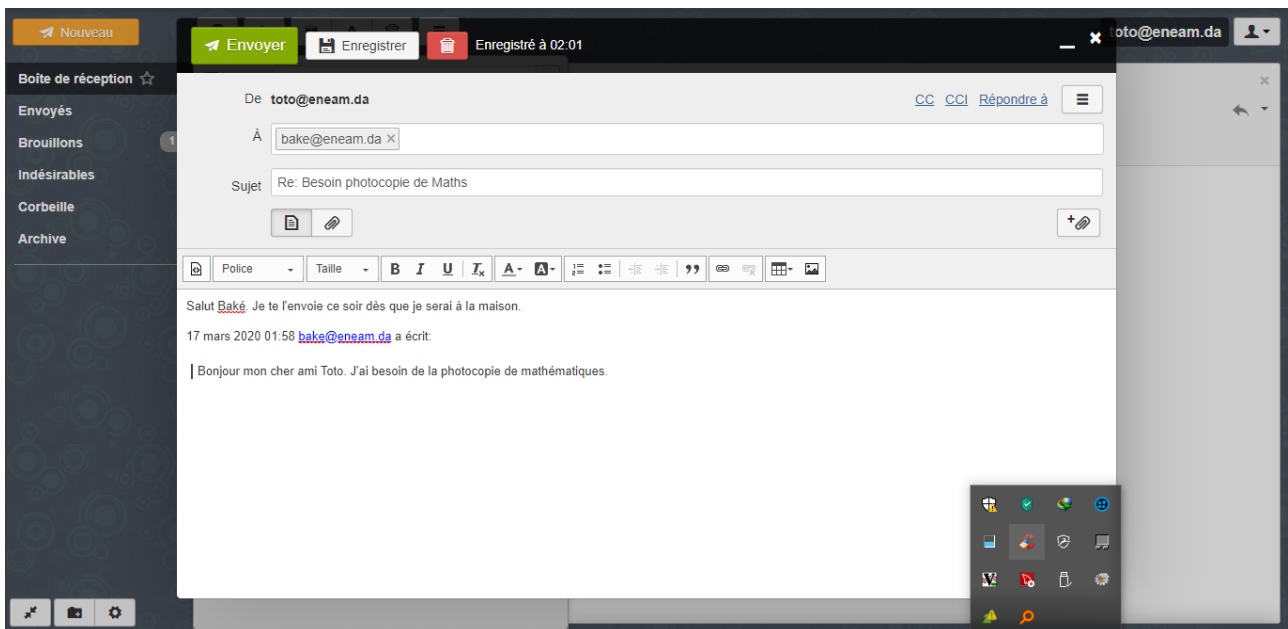 Nouveau
Envoyer
Enregistrer
Enregistré à 02:01
toto@eneam.da
Boîte de réception
Envoyés
Brouillons 1
Indésirables
Corbeille
Archive
De toto@eneam.da
CC CCI Répondre à
À bake@eneam.da
Sujet Re: Besoin photocopie de Maths
Police Taille B I U Tx A A
Salut Baké. Je te l'envoie ce soir dès que je serai à la maison.
17 mars 2020 01:58 bake@eneam.da a écrit:
Bonjour mon cher ami Toto. J'ai besoin de la photocopie de mathématiques.